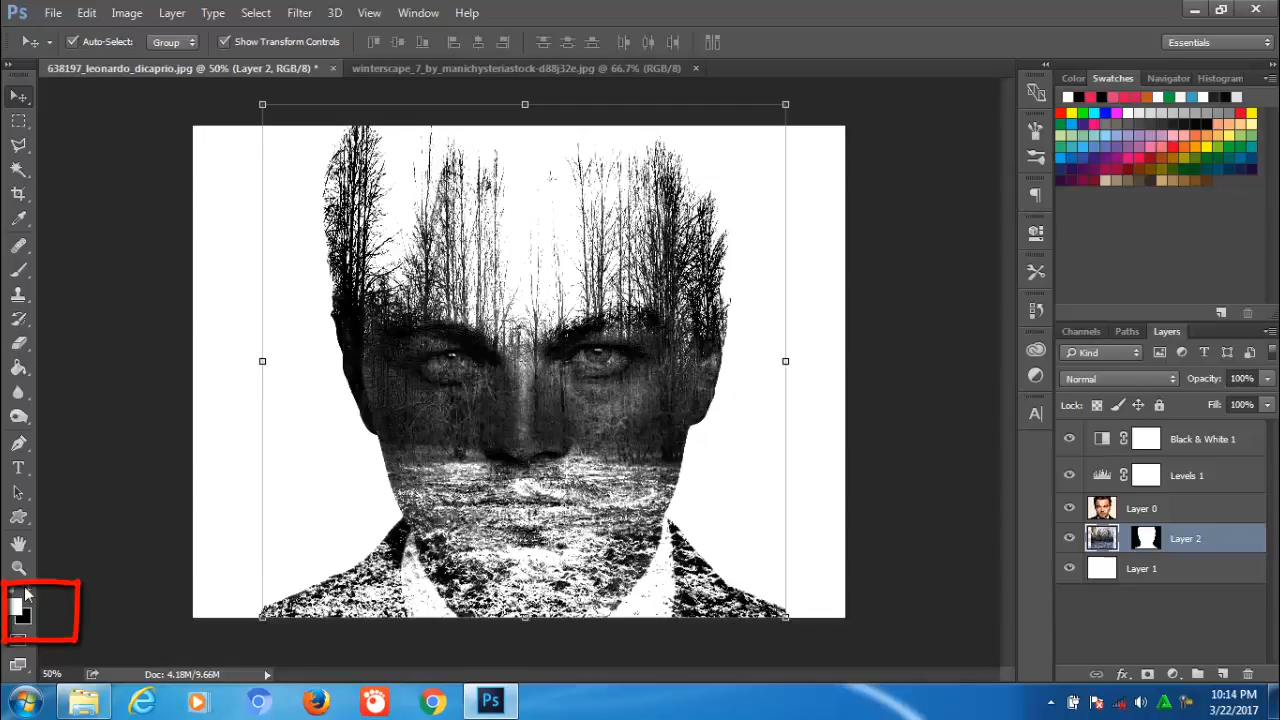 Ps File Edit Image Layer Type Select Filter 3D View Window Help
Auto-Select: Group Show Transform Controls Essentials
638197_leonardo_dicaprio.jpg @ 50% (Layer 2, RGB/8) * × winterscape_7_by_manichysteriastock-d88j32e.jpg @ 66.7% (RGB/8) ×
Color Swatches Navigator Histogram
Channels Paths Layers
Kind
Normal Opacity: 100%
Lock: Fill: 100%
Black & White 1
Levels 1
Layer 0
Layer 2
Layer 1
50% Doc: 4.18M/9.66M
Ps
10:14 PM
3/22/2017